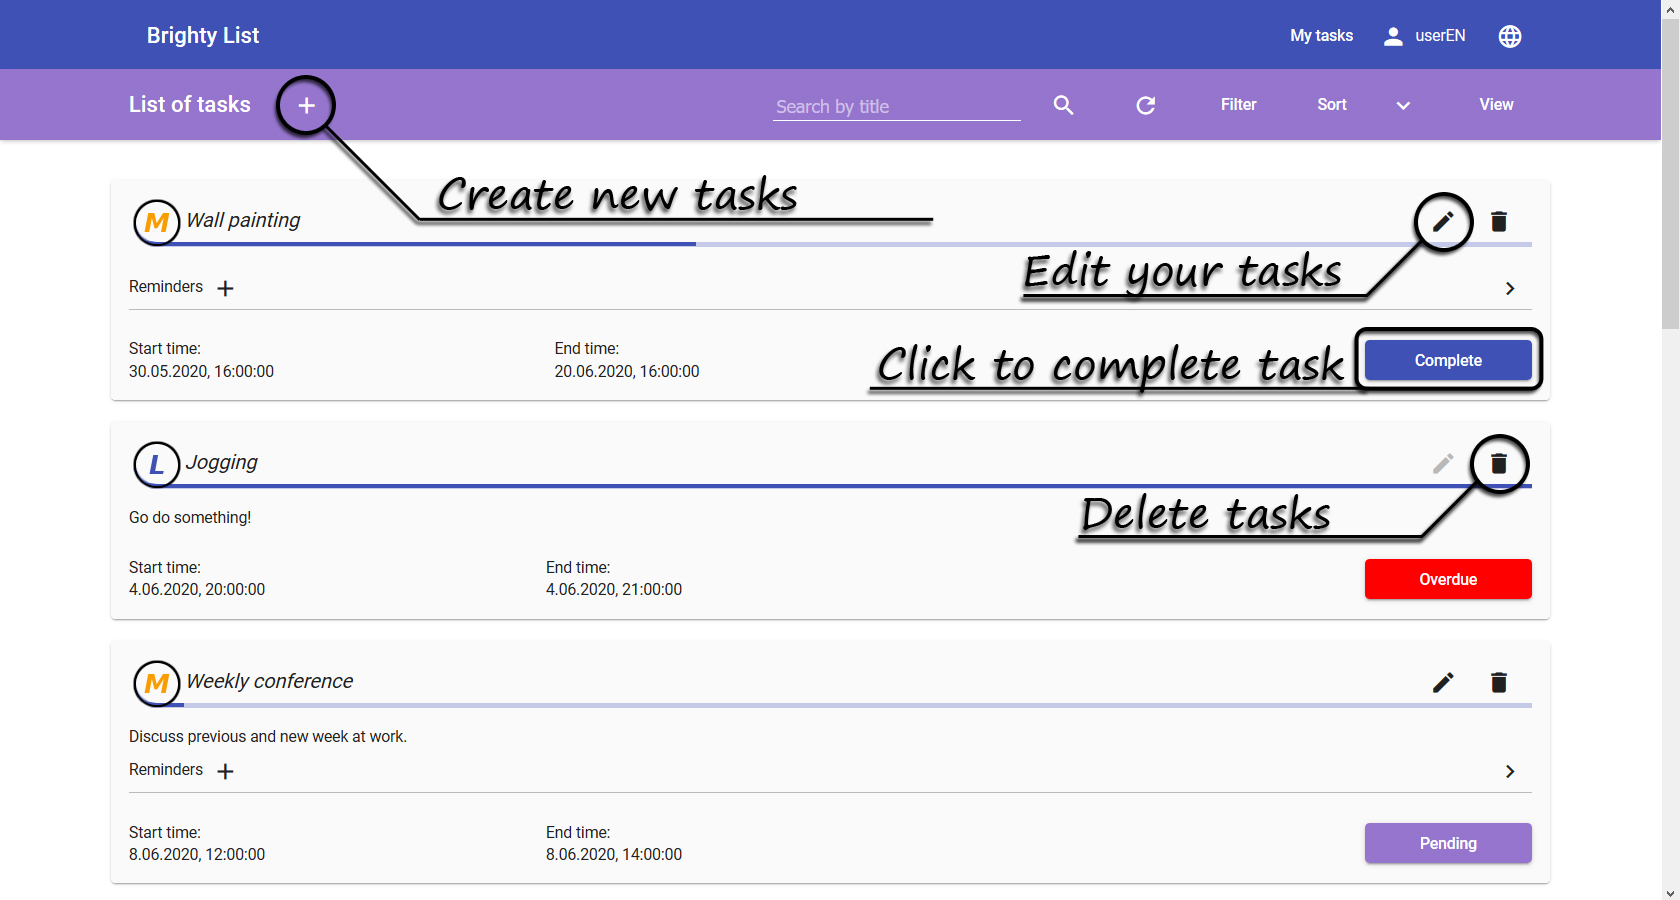 Brighty List
My tasks
userEN
List of tasks
Search by title
Filter
Sort
View
Create new tasks
M
Wall painting
Edit your tasks
Reminders
Start time:
30.05.2020, 16:00:00
End time:
20.06.2020, 16:00:00
Click to complete task
Complete
L
Jogging
Delete tasks
Go do something!
Start time:
4.06.2020, 20:00:00
End time:
4.06.2020, 21:00:00
Overdue
M
Weekly conference
Discuss previous and new week at work.
Reminders
Start time:
8.06.2020, 12:00:00
End time:
8.06.2020, 14:00:00
Pending